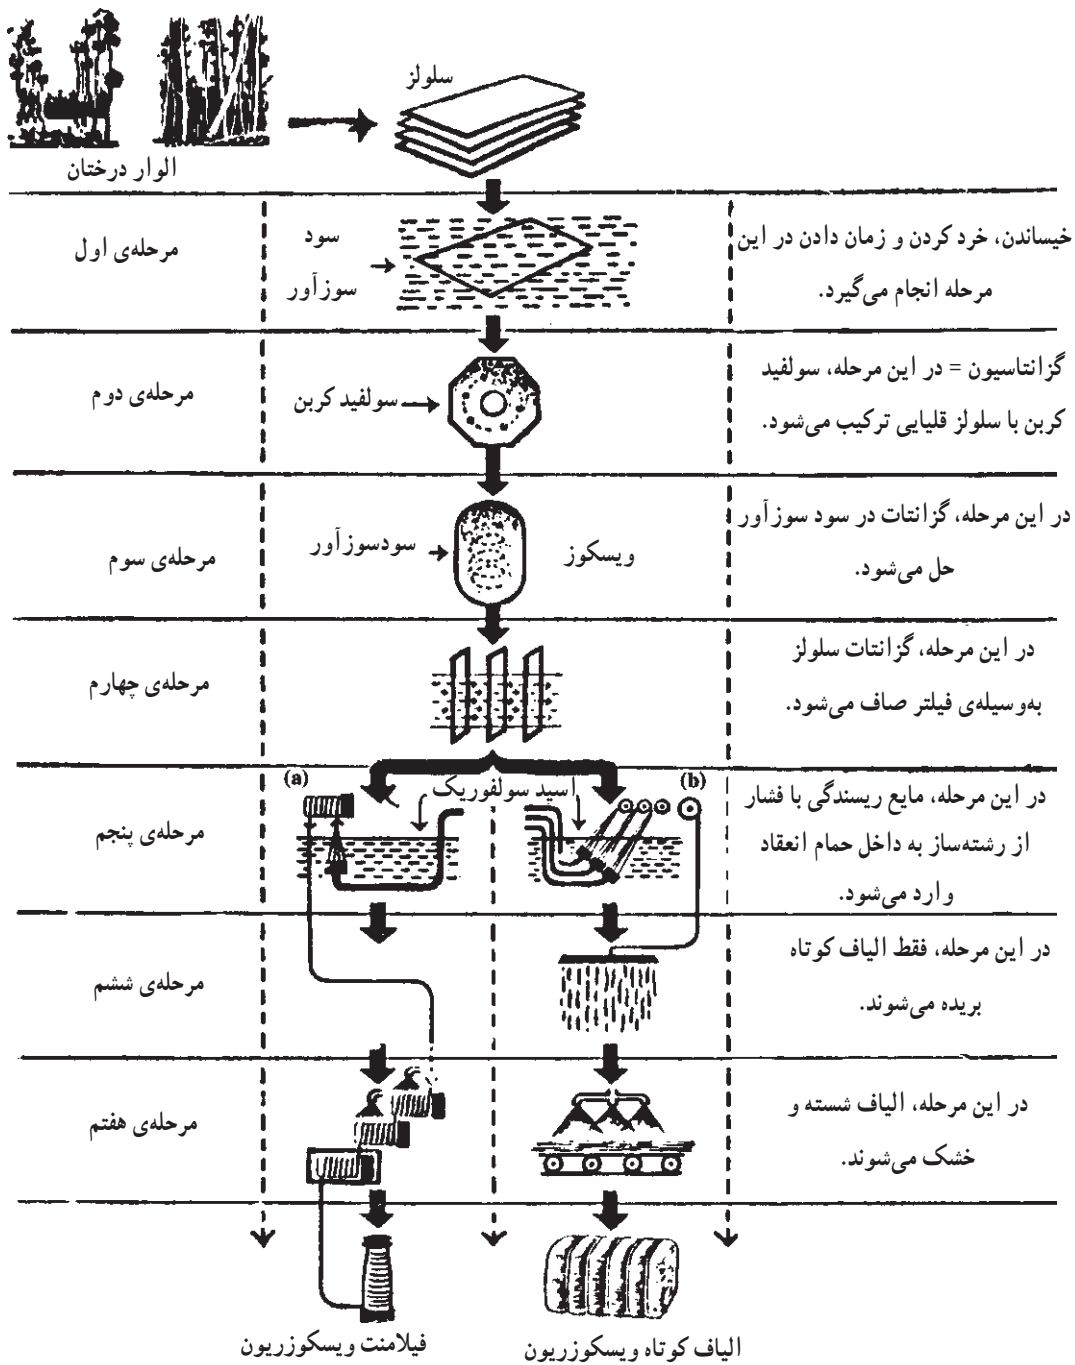 سلولز
الوار درختان
خیساندن، خرد کردن و زمان دادن در این
مرحله انجام می‌گیرد.
سود
سوزآور
مرحله‌ی اول
گزانتاسیون = در این مرحله، سولفید
کربن با سلولز قلیایی ترکیب می‌شود.
سولفید کربن
مرحله‌ی دوم
در این مرحله، گزانتات در سود سوزآور
حل می‌شود.
ویسکوز
سودسوزآور
مرحله‌ی سوم
در این مرحله، گزانتات سلولز
به‌وسیله‌ی فیلتر صاف می‌شود.
مرحله‌ی چهارم
(b)
(a)
اسید سولفوریک
در این مرحله، مایع ریسندگی با فشار
از رشته‌ساز به داخل حمام انعقاد
وارد می‌شود.
مرحله‌ی پنجم
در این مرحله، فقط الیاف کوتاه
بریده می‌شوند.
مرحله‌ی ششم
در این مرحله، الیاف شسته و
خشک می‌شوند.
مرحله‌ی هفتم
الیاف کوتاه ویسکوزریون
فیلامنت ویسکوزریون